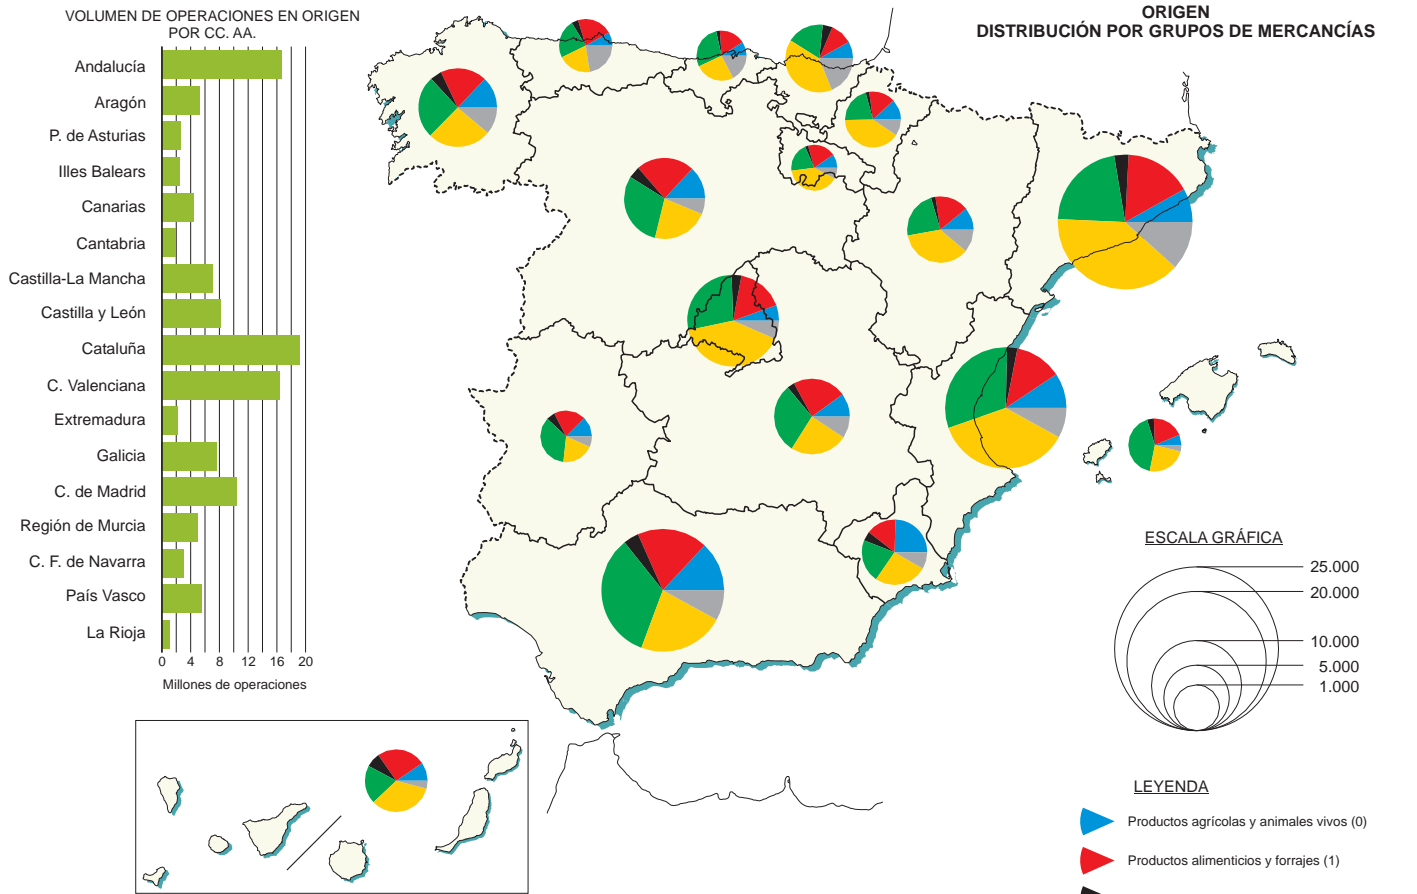 VOLUMEN DE OPERACIONES EN ORIGEN
POR CC. AA.
Andalucía
Aragón
P. de Asturias
Illes Balears
Canarias
Cantabria
Castilla-La Mancha
Castilla y León
Cataluña
C. Valenciana
Extremadura
Galicia
C. de Madrid
Región de Murcia
C. F. de Navarra
País Vasco
La Rioja
0 4 8 12 16 20
Millones de operaciones
ORIGEN
DISTRIBUCIÓN POR GRUPOS DE MERCANCÍAS
ESCALA GRÁFICA
25.000
20.000
10.000
5.000
1.000
LEYENDA
Productos agrícolas y animales vivos (0)
Productos alimenticios y forrajes (1)